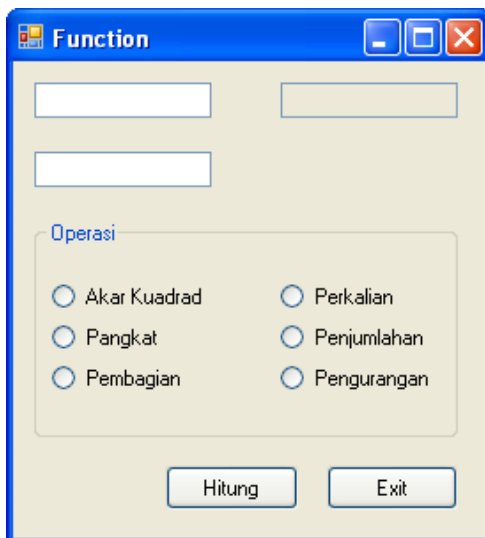 Function
Operasi
Akar Kuadrad Perkalian
Pangkat Penjumlahan
Pembagian Pengurangan
Hitung Exit